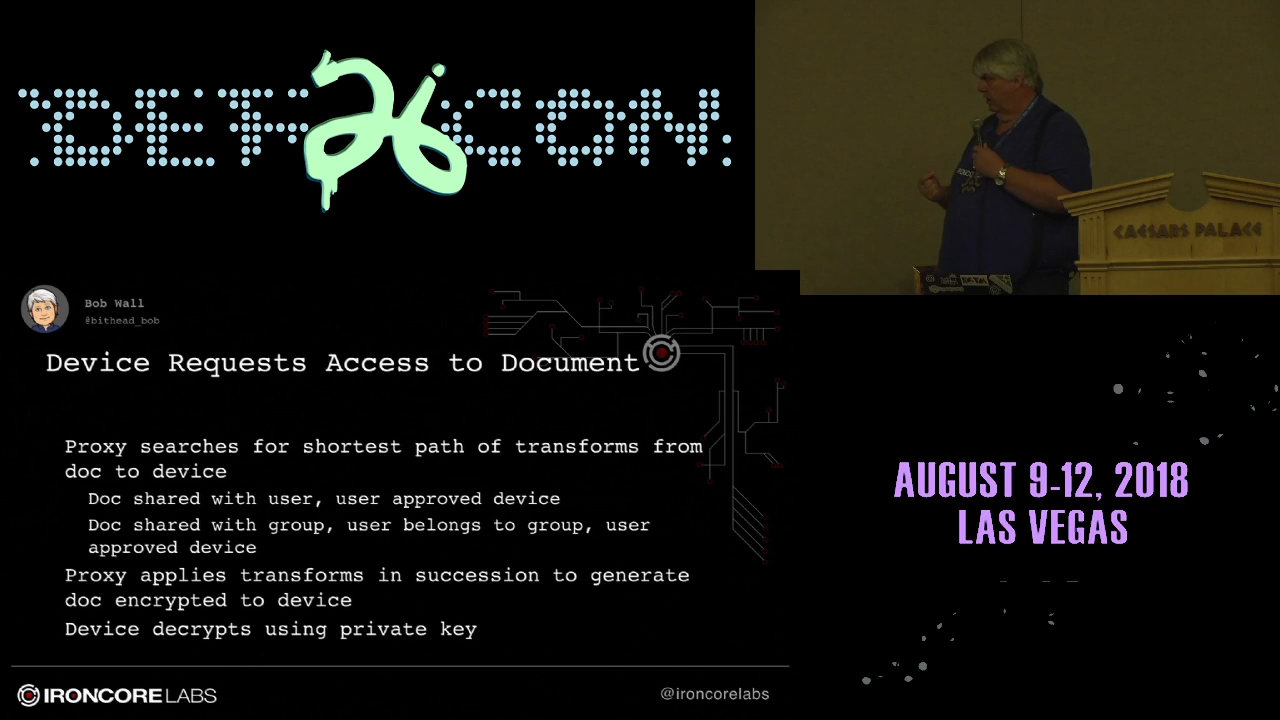 DEF CON
26
CAESARS PALACE
Bob Wall
@bithead_bob
Device Requests Access to Document
Proxy searches for shortest path of transforms from
doc to device
Doc shared with user, user approved device
Doc shared with group, user belongs to group, user
approved device
Proxy applies transforms in succession to generate
doc encrypted to device
Device decrypts using private key
IRONCORE LABS
@ironcorelabs
AUGUST 9-12, 2018
LAS VEGAS